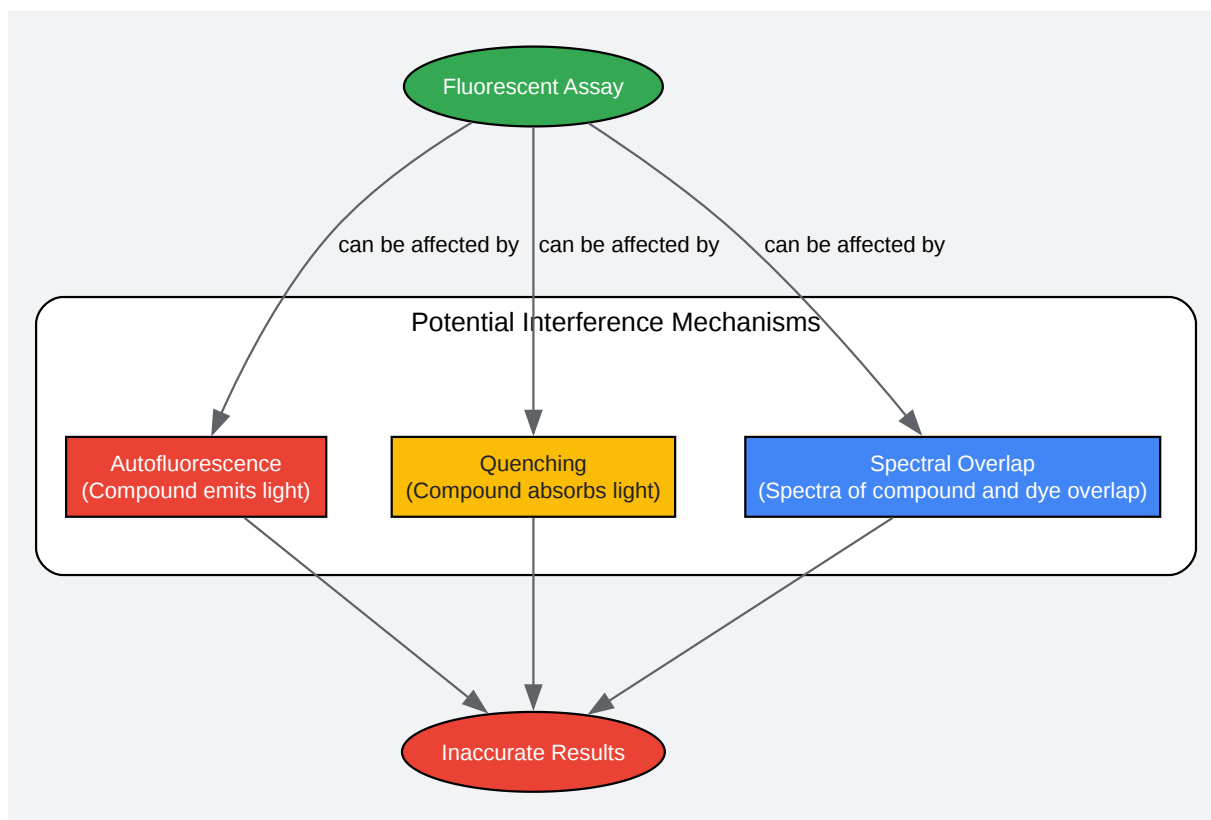 Fluorescent Assay
can be affected by
can be affected by
can be affected by
Potential Interference Mechanisms
Autofluorescence
(Compound emits light)
Quenching
(Compound absorbs light)
Spectral Overlap
(Spectra of compound and dye overlap)
Inaccurate Results